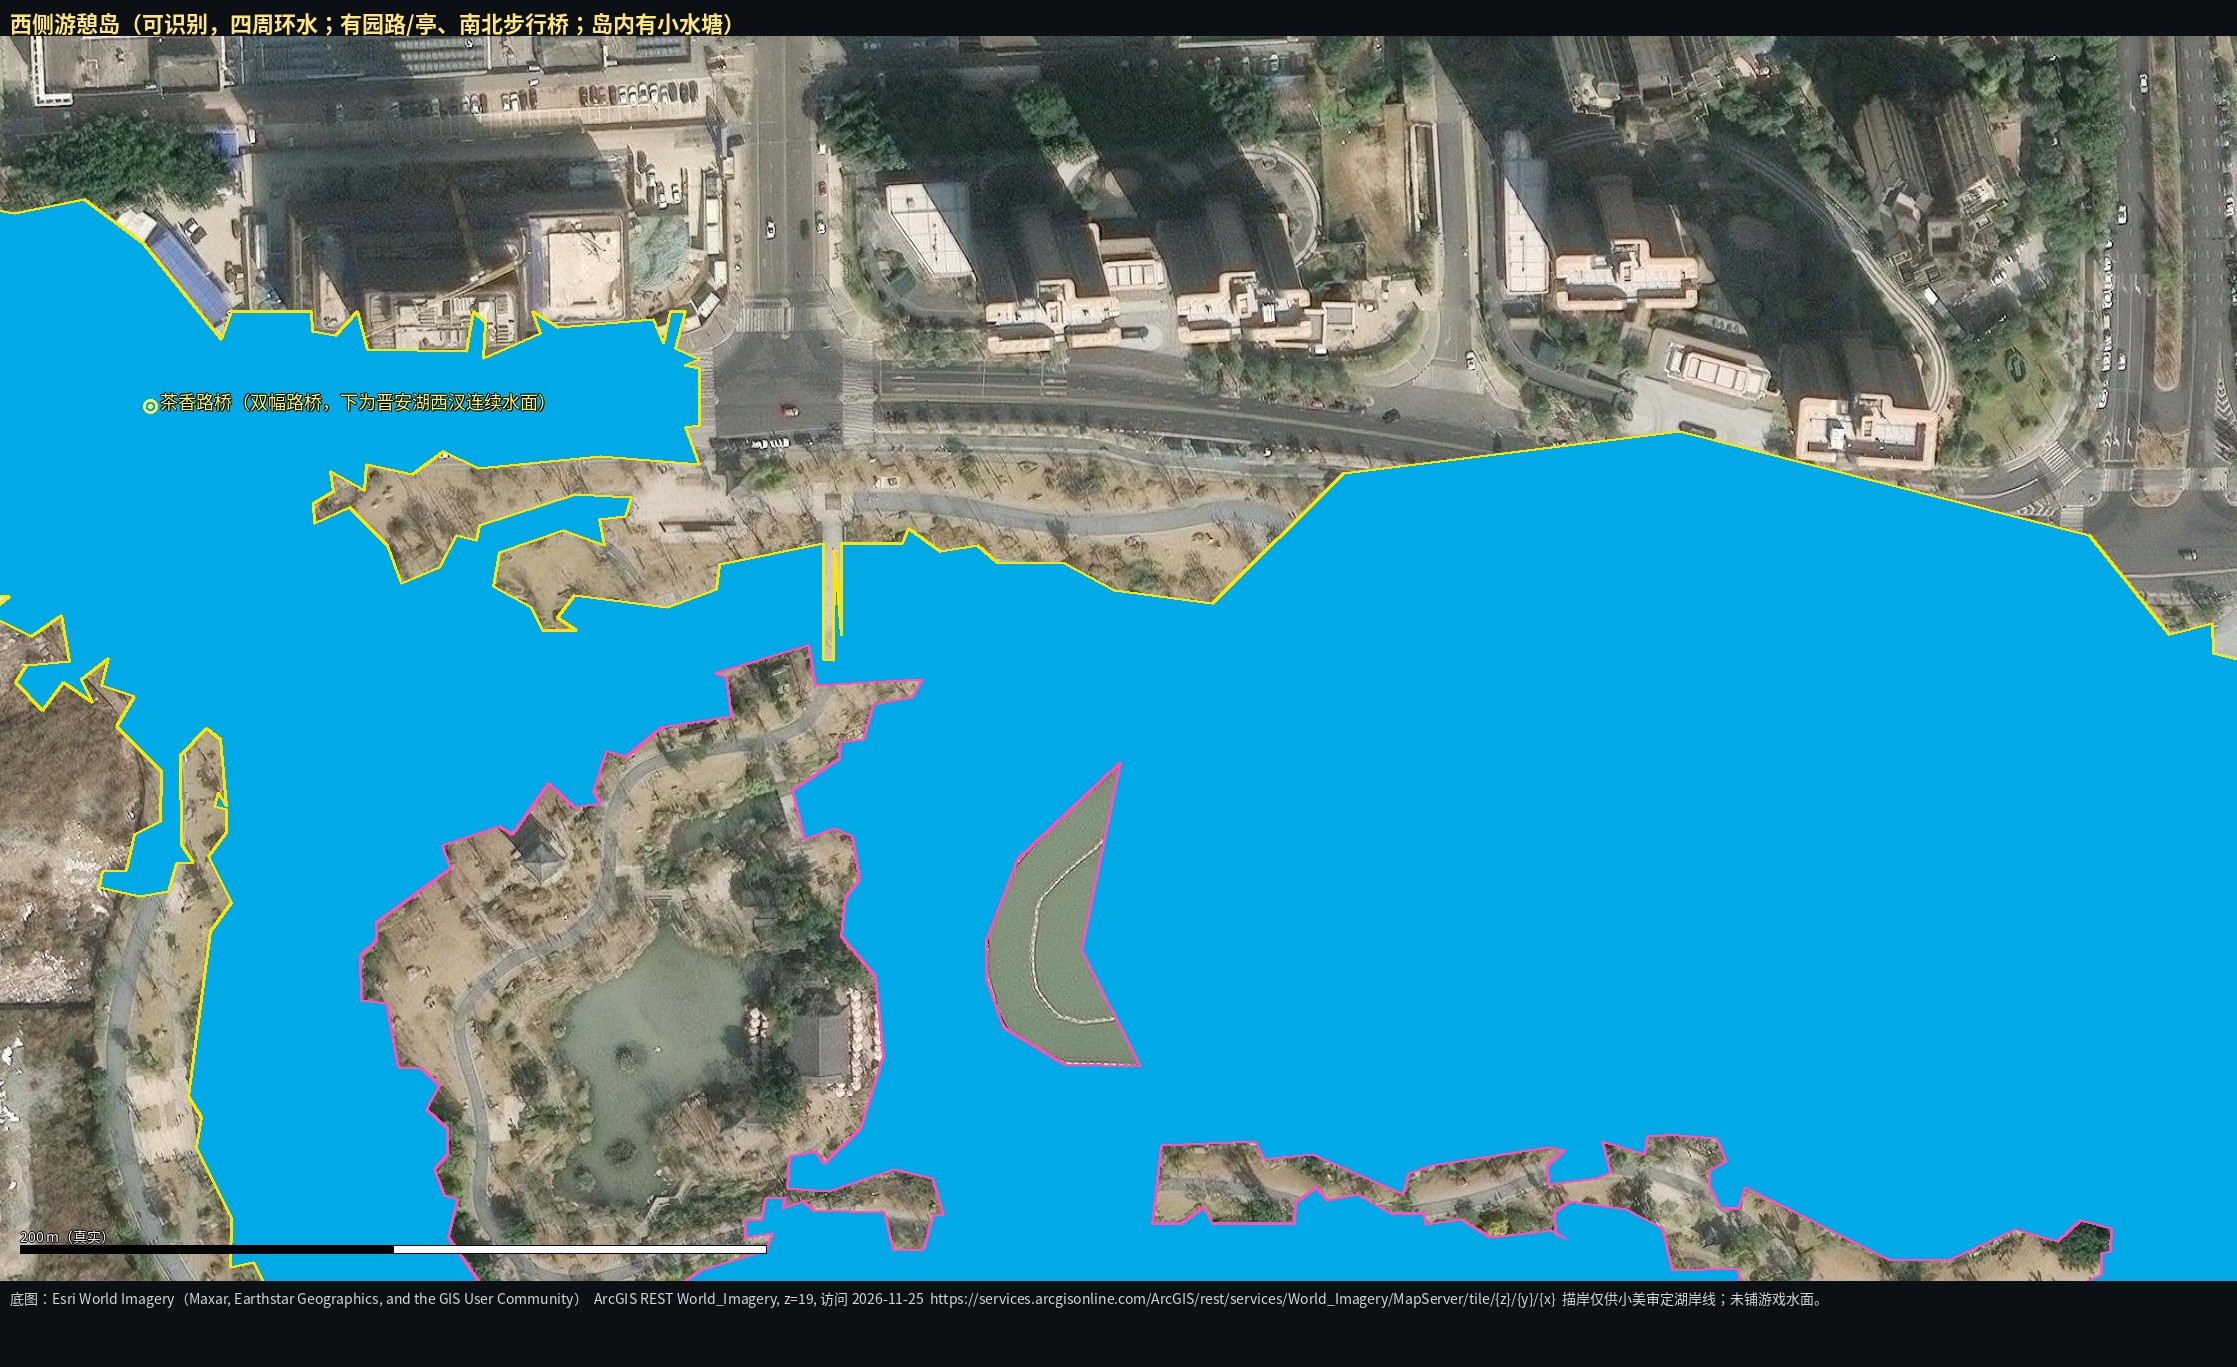 西侧游憩岛（可识别，四周环水；有园路/亭、南北步行桥；岛内有小水塘）
茶香路桥（双幅路桥，下为晋安湖西汊连续水面）
200 m（真实）
底图：Esri World Imagery（Maxar, Earthstar Geographics, and the GIS User Community） ArcGIS REST World_Imagery, z=19, 访问 2026-11-25 https://services.arcgisonline.com/ArcGIS/rest/services/World_Imagery/MapServer/tile/{z}/{y}/{x} 描岸仅供小美审定湖岸线；未铺游戏水面。